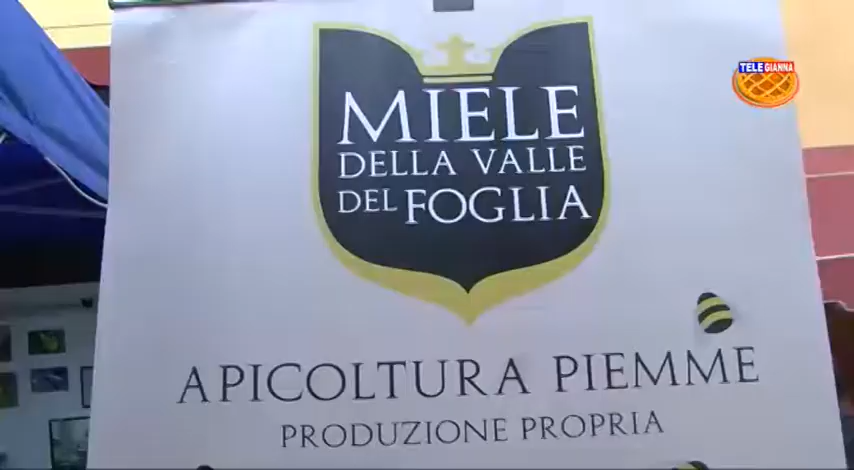 TELE GIANNA
MIELE
DELLA VALLE
DEL FOGLIA
APICOLTURA PIEMME
PRODUZIONE PROPRIA